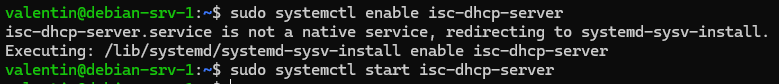 valentin@debian-srv-1:~$ sudo systemctl enable isc-dhcp-server
isc-dhcp-server.service is not a native service, redirecting to systemd-sysv-install.
Executing: /lib/systemd/systemd-sysv-install enable isc-dhcp-server
valentin@debian-srv-1:~$ sudo systemctl start isc-dhcp-server